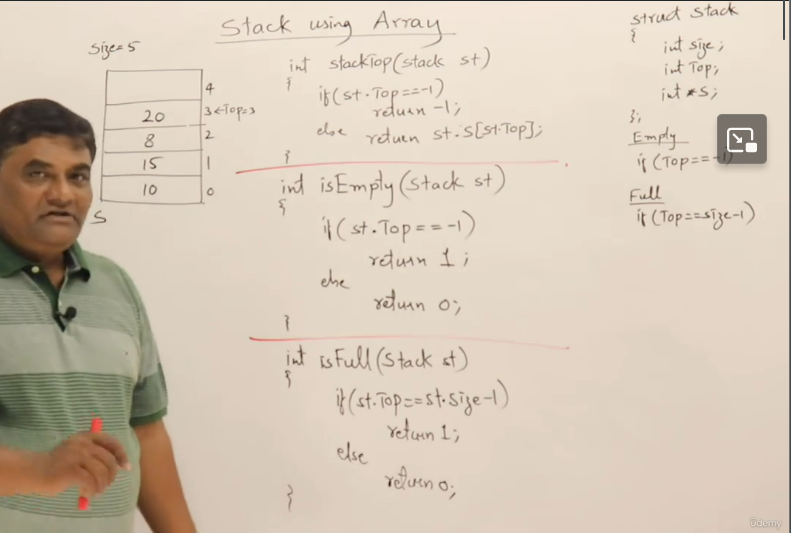 Stack using Array
Size=5
4
20 3←Top=3
8 2
15 1
10 0
S
int stackTop(stack st)
{
if(st.Top==-1)
return -1;
else return st.s[st.Top];
}
int isEmpty(Stack st)
{
if(st.Top==-1)
return 1;
else
return 0;
}
int isFull(Stack st)
{
if(st.Top==st.Size-1)
return 1;
else
return 0;
}
struct Stack
{
int size;
int Top;
int *S;
};
Empty
if(Top==-1)
Full
if(Top==size-1)
ûdemy